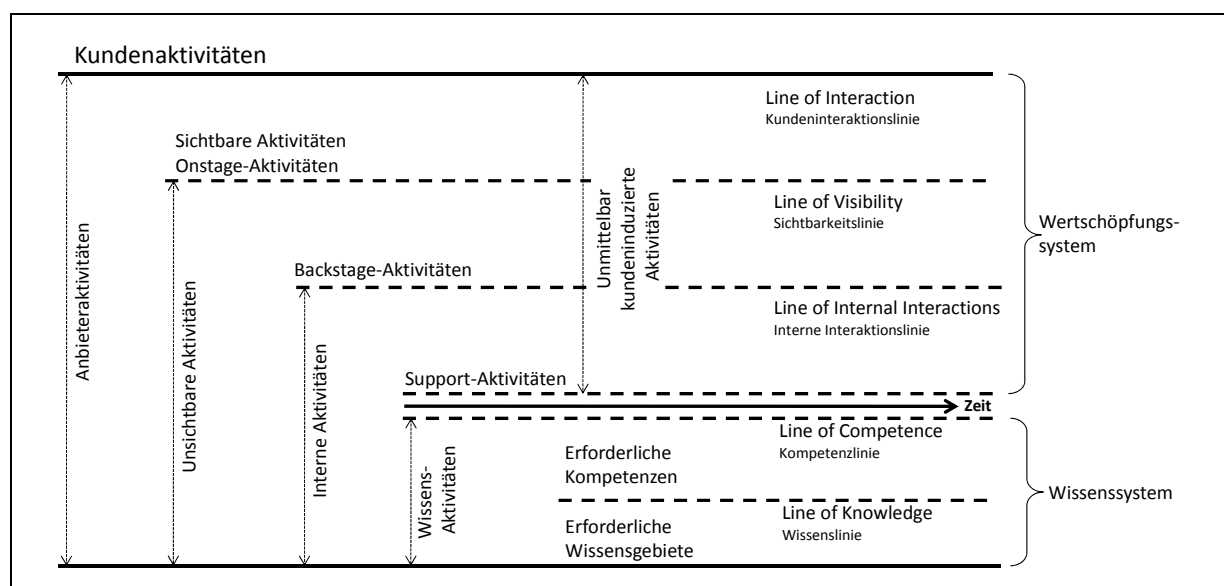 Kundenaktivitäten
Line of Interaction
Kundeninteraktionslinie
Sichtbare Aktivitäten
Onstage-Aktivitäten
Line of Visibility
Sichtbarkeitslinie
Wertschöpfungs-
system
Backstage-Aktivitäten
Line of Internal Interactions
Interne Interaktionslinie
Support-Aktivitäten
Zeit
Line of Competence
Kompetenzlinie
Erforderliche
Kompetenzen
Wissenssystem
Line of Knowledge
Wissenslinie
Erforderliche
Wissensgebiete
Anbieteraktivitäten
Unsichtbare Aktivitäten
Interne Aktivitäten
Wissens-
Aktivitäten
Unmittelbar
kundeninduzierte
Aktivitäten